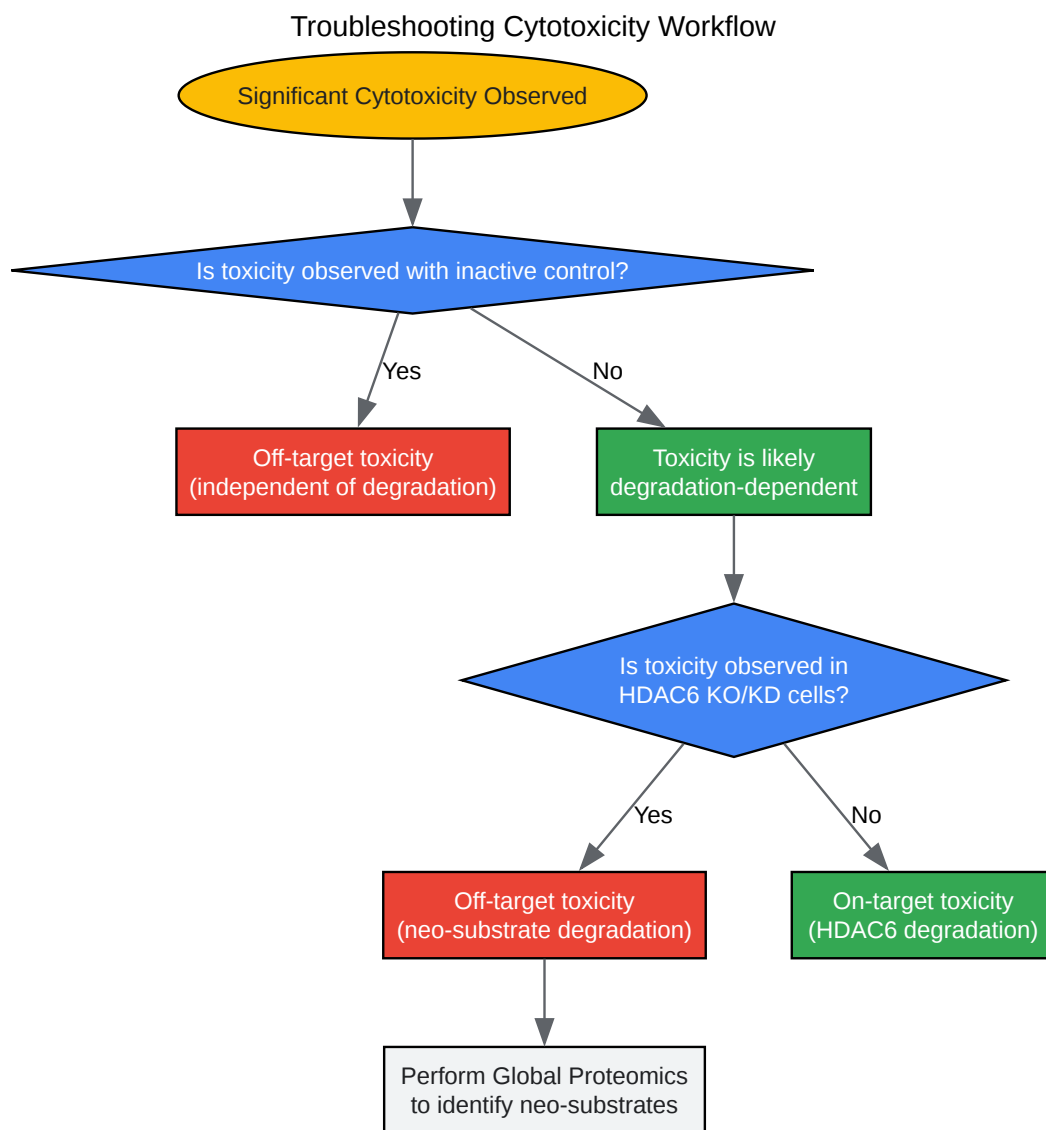 Troubleshooting Cytotoxicity Workflow
Significant Cytotoxicity Observed
Is toxicity observed with inactive control?
Yes
No
Off-target toxicity
(independent of degradation)
Toxicity is likely
degradation-dependent
Is toxicity observed in
HDAC6 KO/KD cells?
Yes
No
Off-target toxicity
(neo-substrate degradation)
On-target toxicity
(HDAC6 degradation)
Perform Global Proteomics
to identify neo-substrates